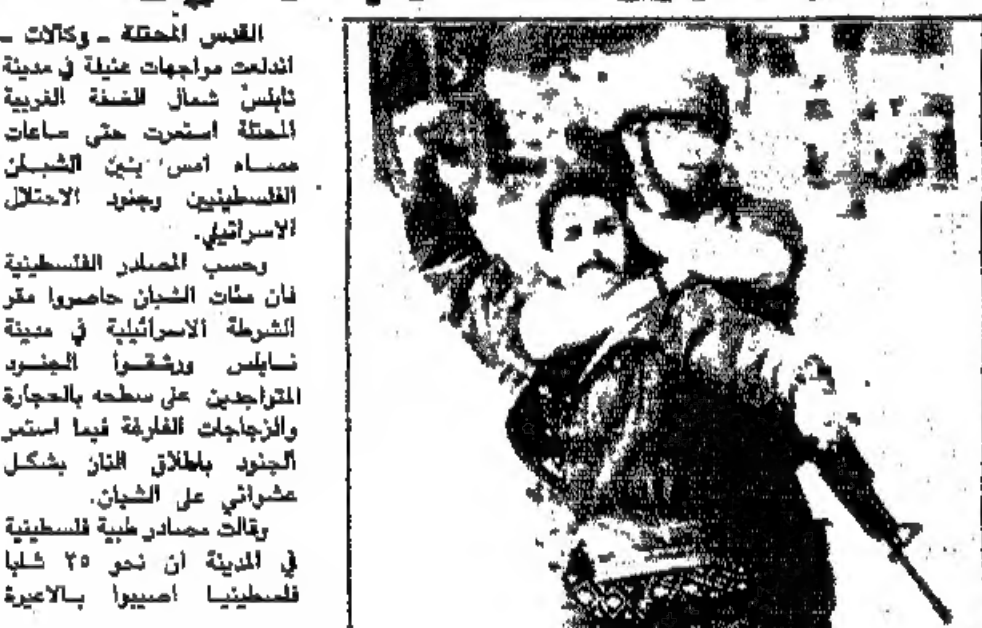 القدس المحتلة - وكالات -
اندلعت مواجهات عنيفة في مدينة
نابلس شمال الضفة الغربية
المحتلة استمرت حتى ساعات
مساء امس بين الشبان
الفلسطينيين وجنود الاحتلال
الاسرائيلي.
وحسب المصادر الفلسطينية
فان مئات الشبان حاصروا مقر
الشرطة الاسرائيلية في مدينة
نابلس ورشقوا الجنود
المتواجدين على سطحه بالحجارة
والزجاجات الفارغة فيما استمر
الجنود باطلاق النار بشكل
عشوائي على الشبان.
وقالت مصادر طبية فلسطينية
في المدينة ان نحو ٢٥ شابا
فلسطينيا اصيبوا بالاعيرة